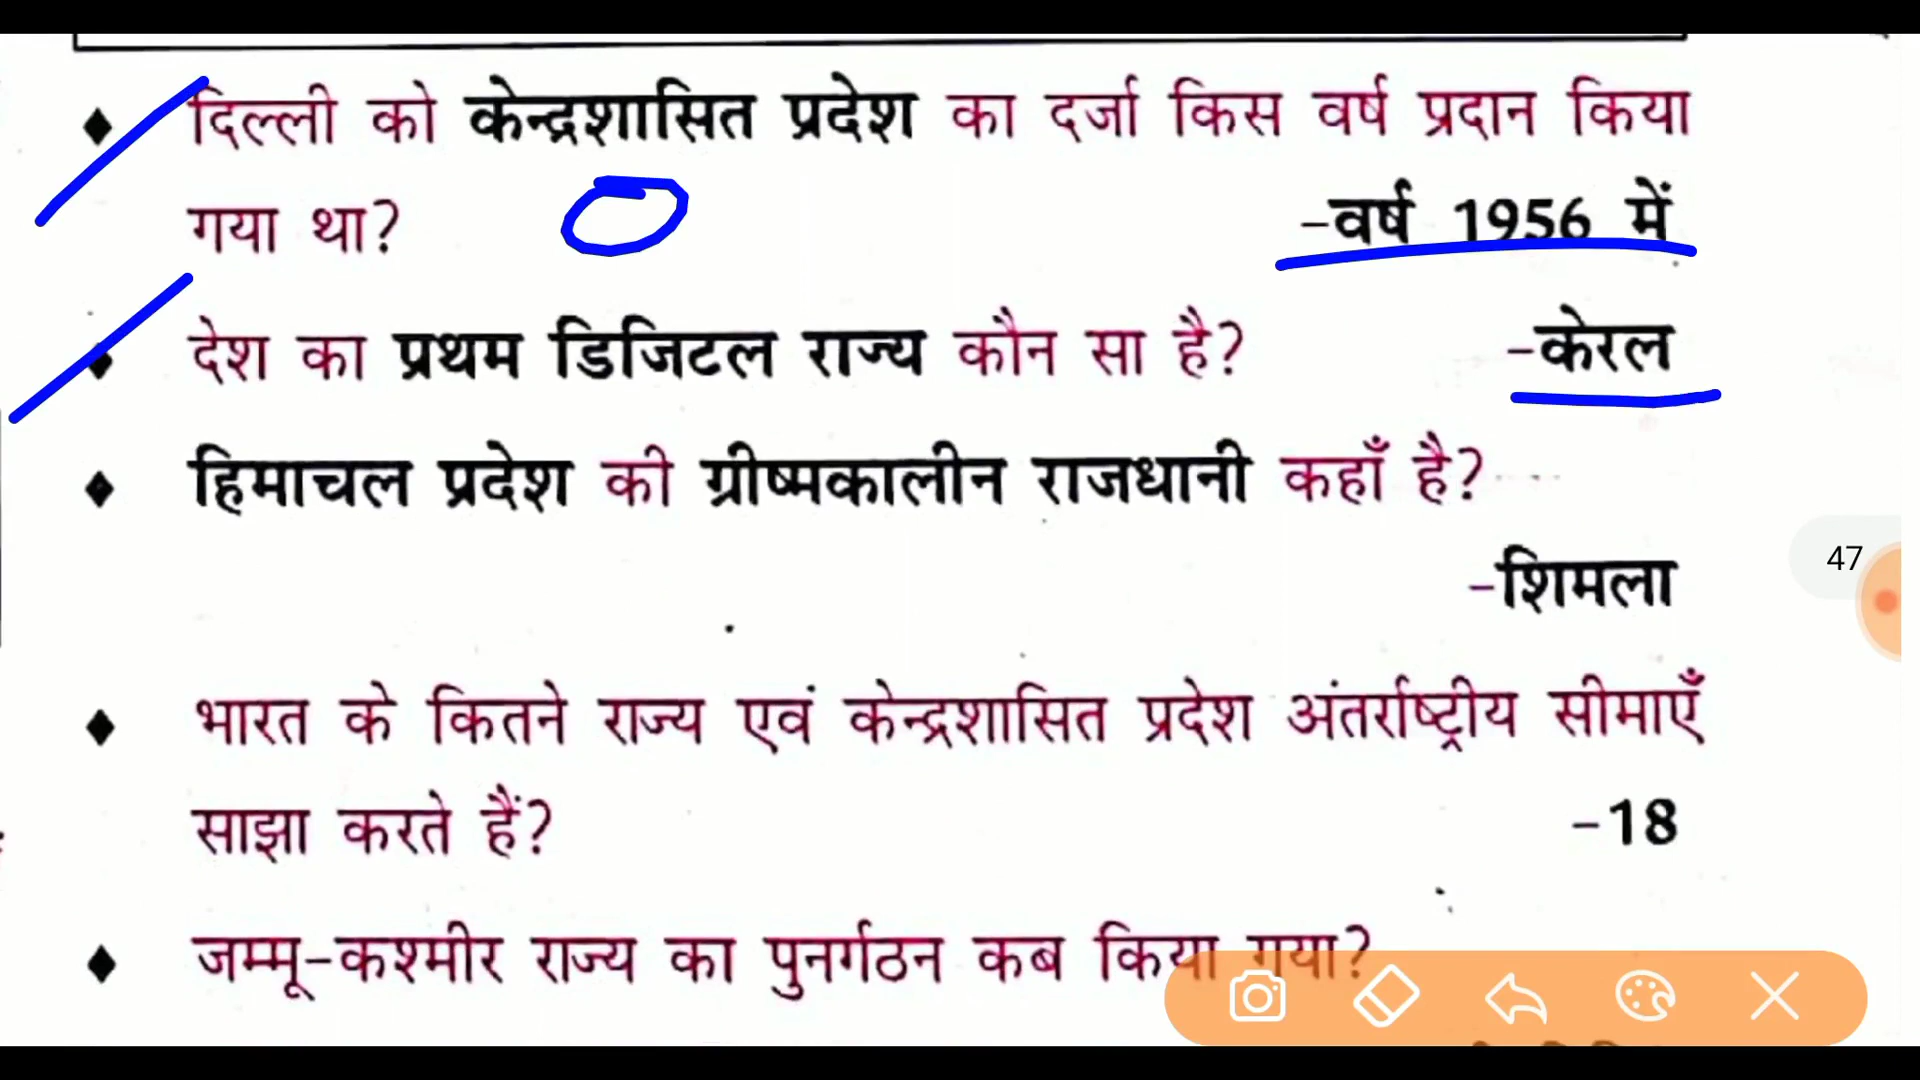 दिल्ली को केन्द्रशासित प्रदेश का दर्जा किस वर्ष प्रदान किया
गया था? -वर्ष 1956 में
देश का प्रथम डिजिटल राज्य कौन सा है? -केरल
हिमाचल प्रदेश की ग्रीष्मकालीन राजधानी कहाँ है?
-शिमला
47
भारत के कितने राज्य एवं केन्द्रशासित प्रदेश अंतर्राष्ट्रीय सीमाएँ
साझा करते हैं? -18
जम्मू-कश्मीर राज्य का पुनर्गठन कब किया गया?